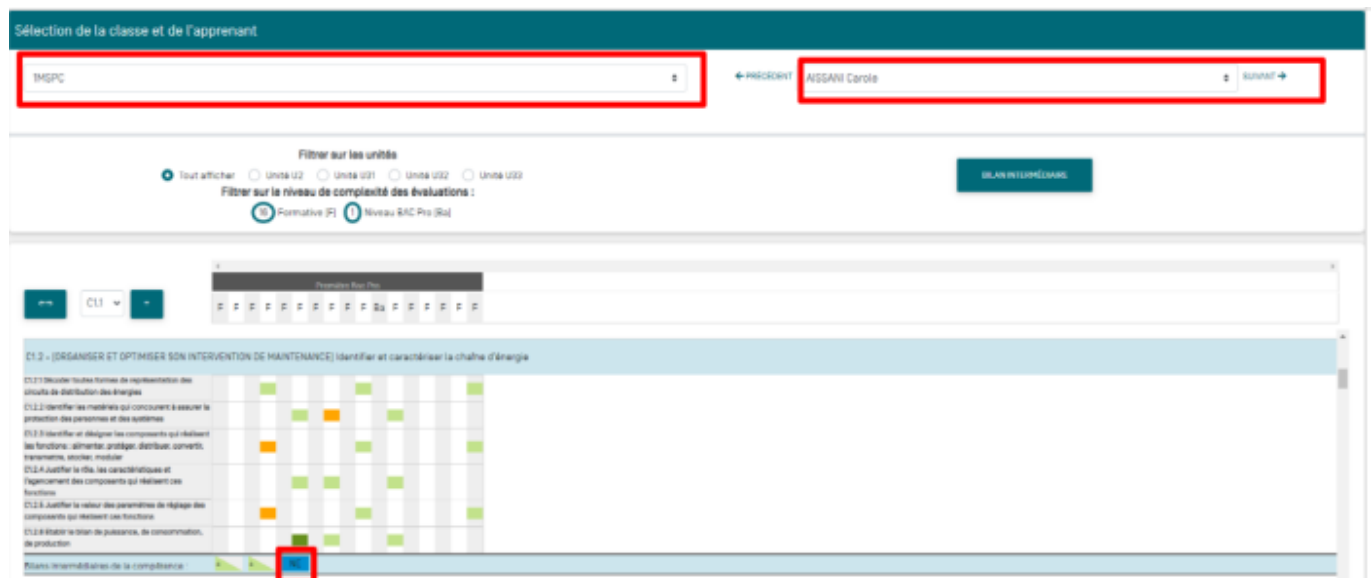 Sélection de la classe et de l'apprenant
1MSPC
← PRÉCÉDENT
AISSANI Carole
SUIVANT →
Filtrer sur les unités
Tout afficher Unité U2 Unité U31 Unité U32 Unité U33
Filtrer sur le niveau de complexité des évaluations :
16 Formative [F] 1 Niveau BAC Pro [Ba]
BILAN INTERMÉDIAIRE
Première Bac Pro
C1.1
F F F F F F F F F F Ba F F F F F F
C1.2 - [ORGANISER ET OPTIMISER SON INTERVENTION DE MAINTENANCE] Identifier et caractériser la chaîne d'énergie
C1.2.1 Décoder toutes formes de représentation des
circuits de distribution des énergies
C1.2.2 Identifier les matériels qui concourent à assurer la
protection des personnes et des systèmes
C1.2.3 Identifier et désigner les composants qui réalisent
les fonctions : alimenter, protéger, distribuer, convertir,
transmettre, stocker, moduler
C1.2.4 Justifier le rôle, les caractéristiques et
l'agencement des composants qui réalisent ces
fonctions
C1.2.5 Justifier la valeur des paramètres de réglage des
composants qui réalisent ces fonctions
C1.2.6 Établir le bilan de puissance, de consommation,
de production
Bilans intermédiaires de la compétence :